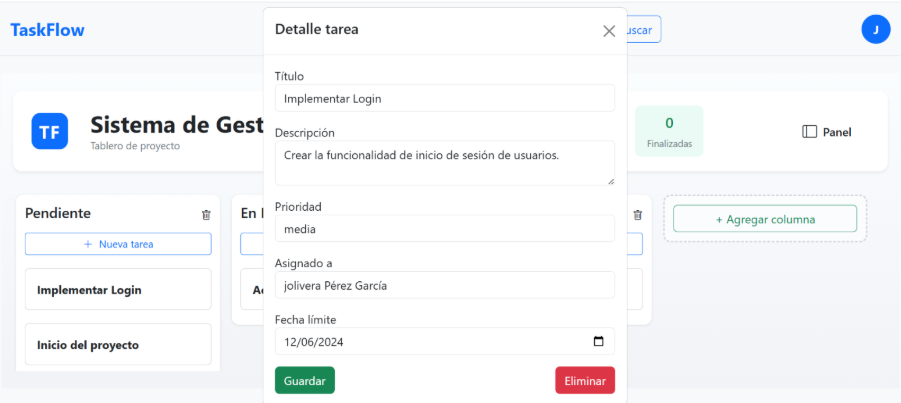 TaskFlow
Detalle tarea
uscar
J
Título
Implementar Login
Descripción
Crear la funcionalidad de inicio de sesión de usuarios.
Prioridad
media
Asignado a
jolivera Pérez García
Fecha límite
12/06/2024
Guardar
Eliminar
TF
Sistema de Gest
Tablero de proyecto
0
Finalizadas
Panel
Pendiente
+ Nueva tarea
Implementar Login
Inicio del proyecto
En
+ Agregar columna